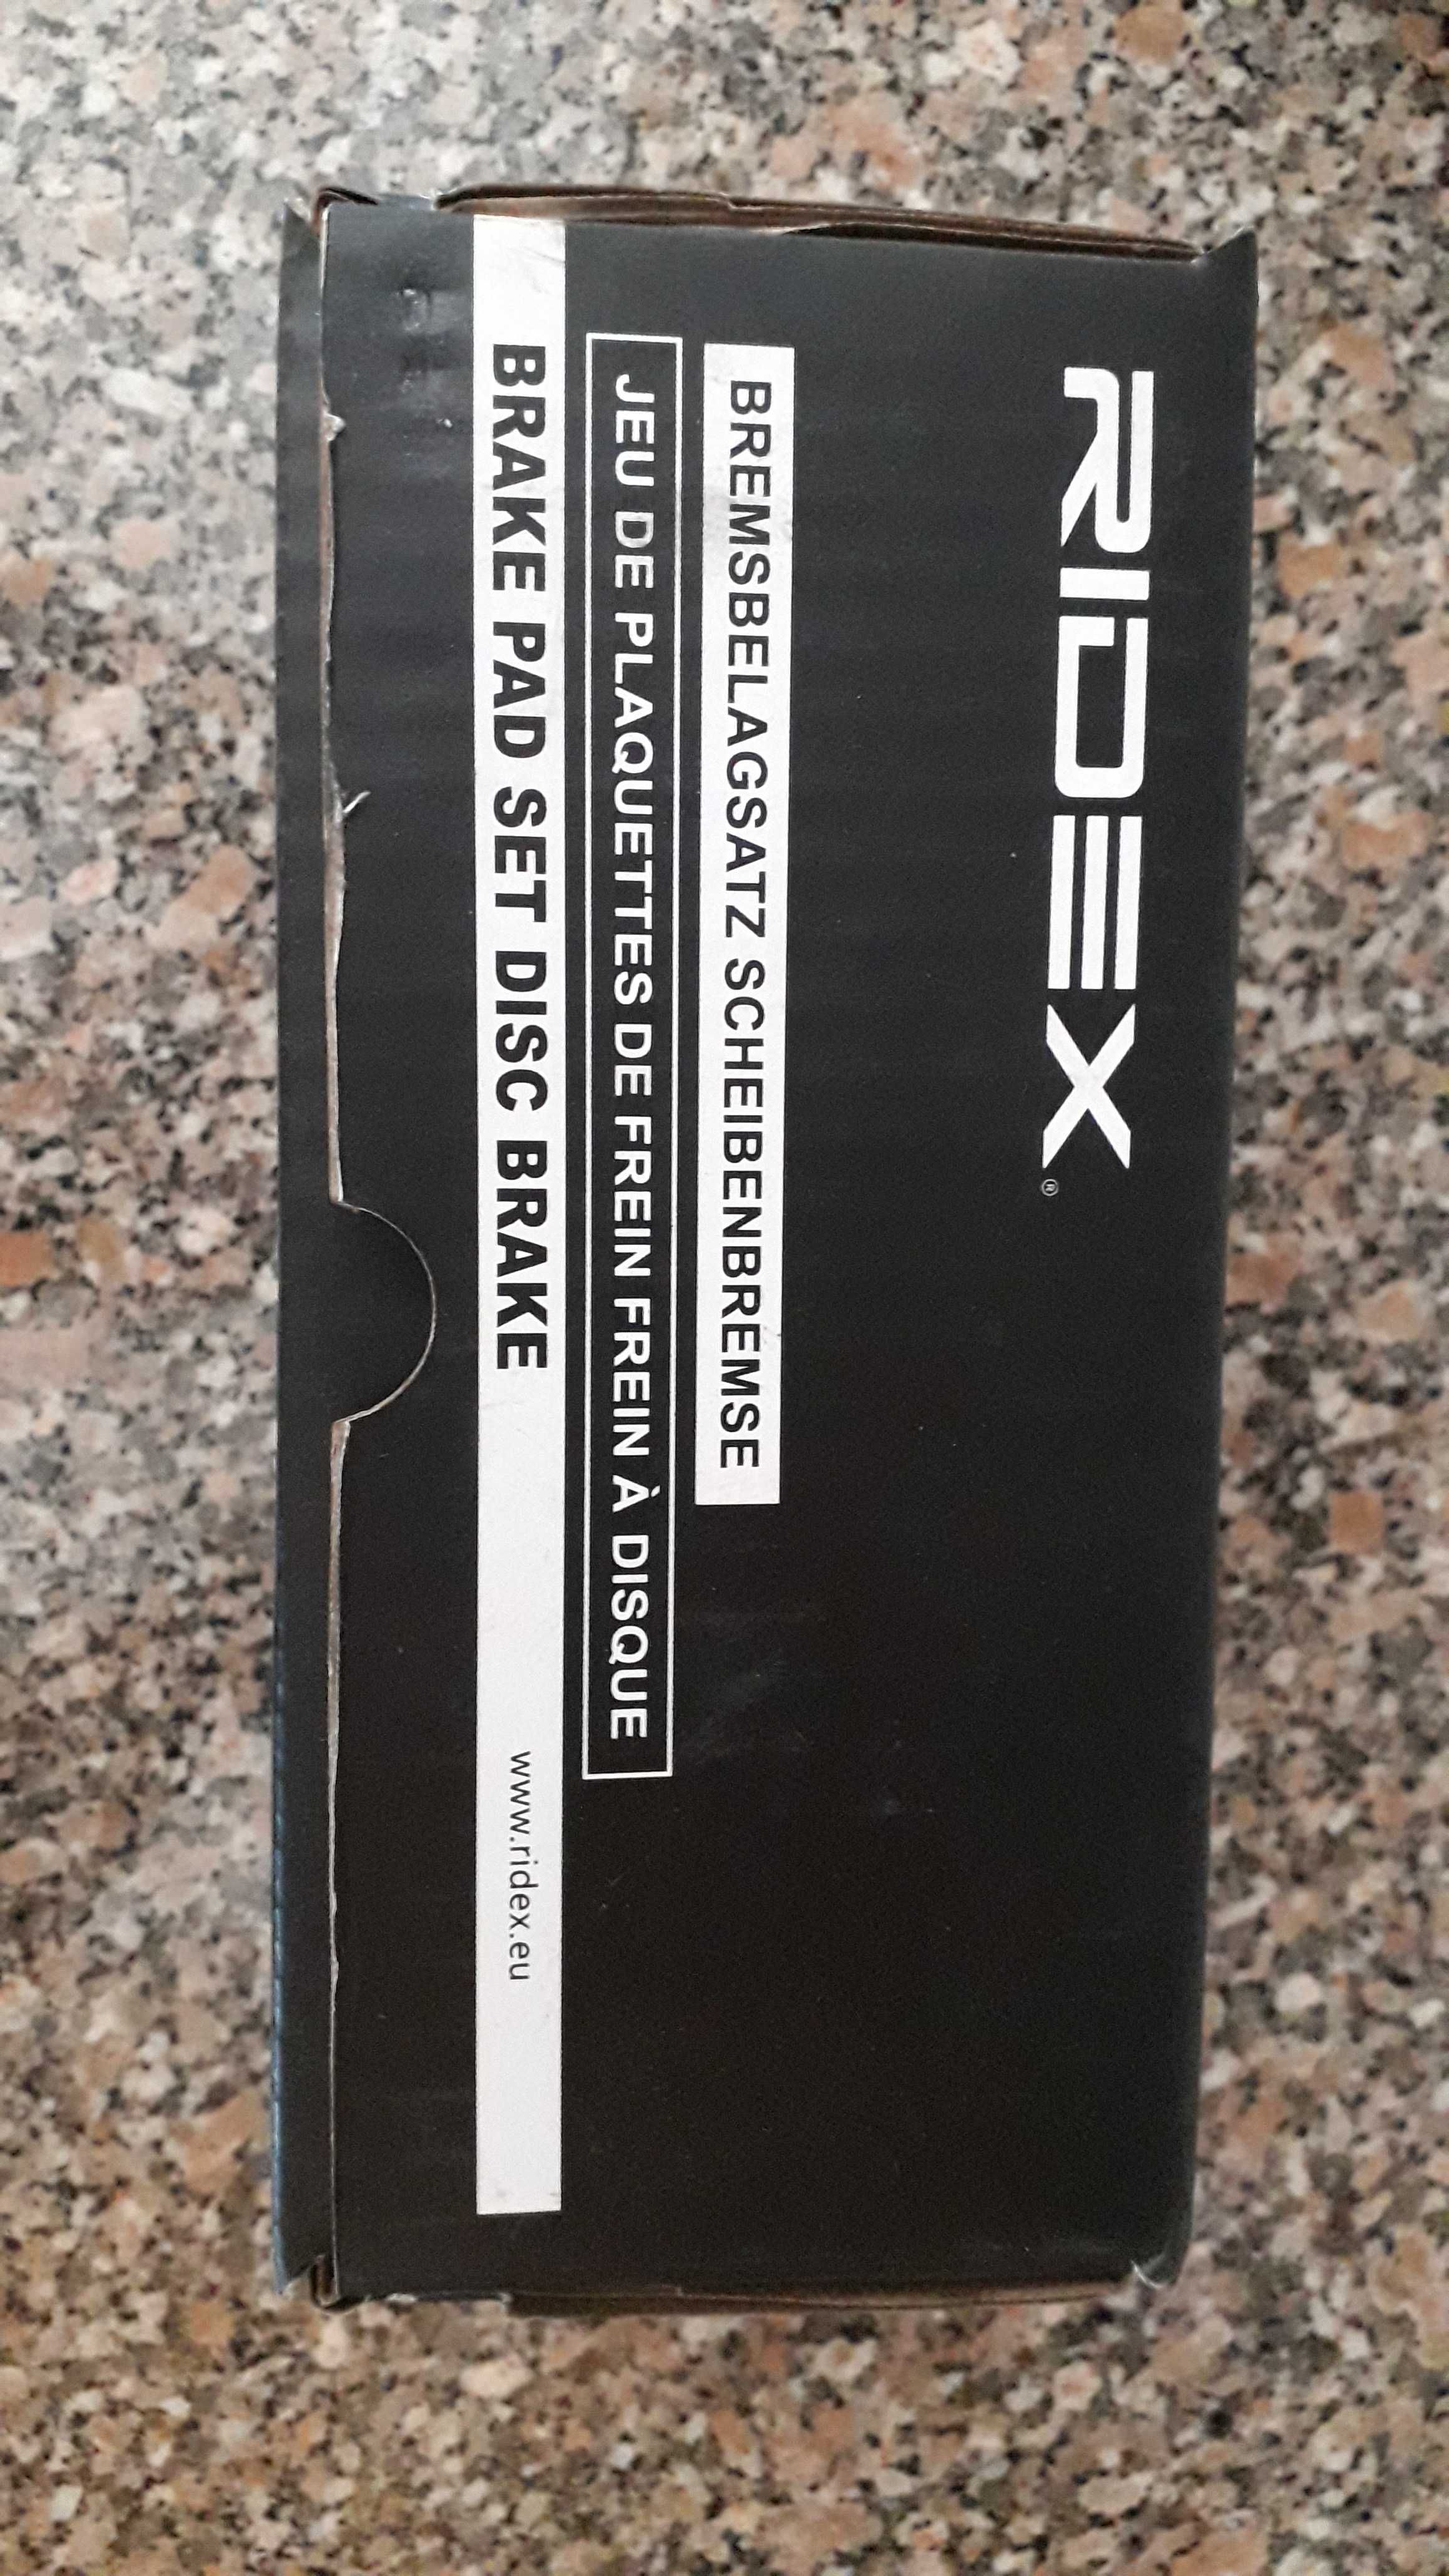 RIDEX®
BREMSBELAGSATZ SCHEIBENBREMSE
JEU DE PLAQUETTES DE FREIN FREIN À DISQUE
BRAKE PAD SET DISC BRAKE
www.ridex.eu